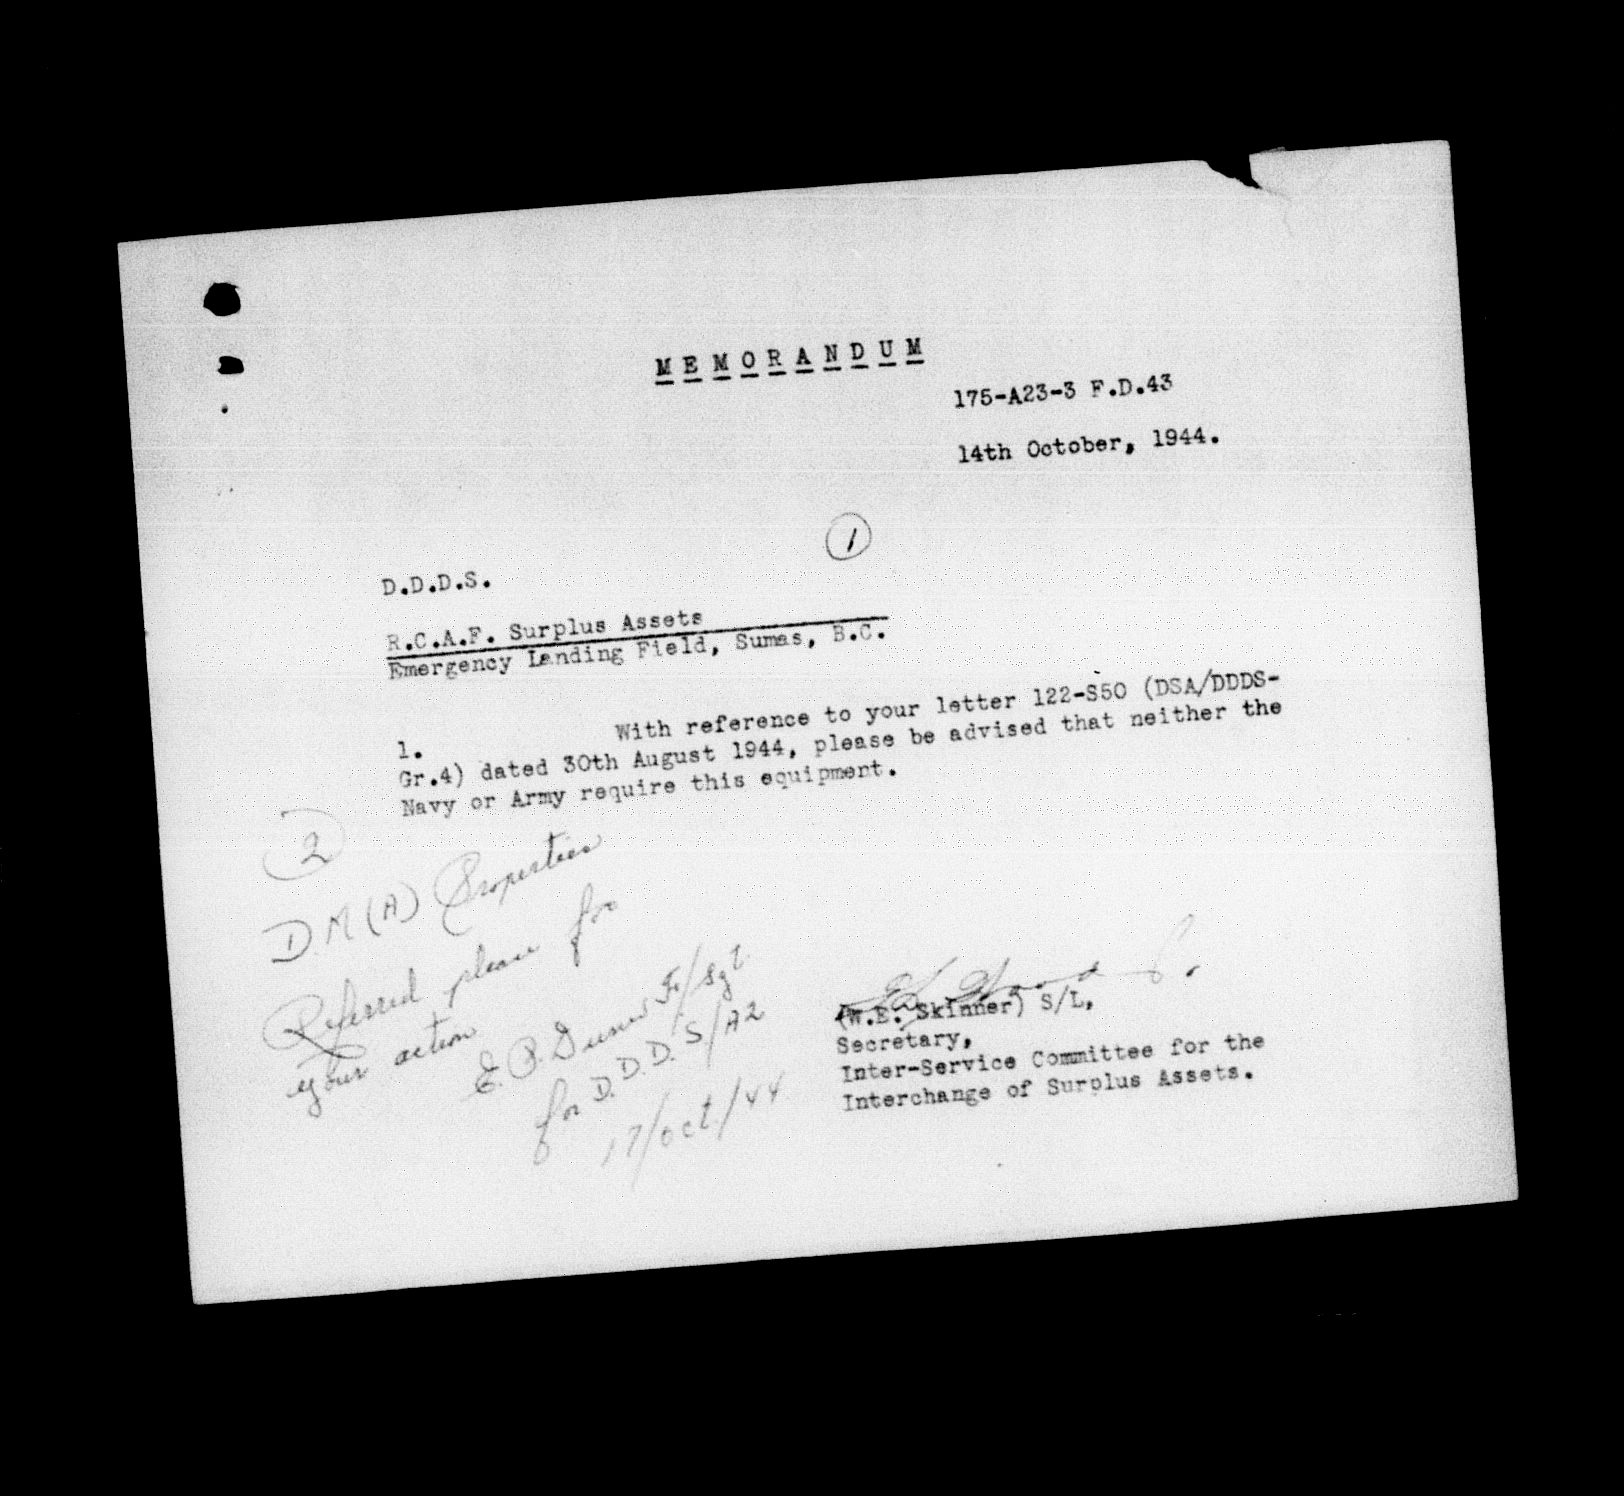 MEMORANDUM
175-A23-3 F.D.43
14th October, 1944.
1
D.D.D.S.
R.C.A.F. Surplus Assets
Emergency Landing Field, Sumas, B.C.
1. With reference to your letter 122-S50 (DSA/DDDS-
Gr.4) dated 30th August 1944, please be advised that neither the
Navy or Army require this equipment.
2
D.M(A) Properties
Referred please for
your action
E. P. F/Sgt
for D.D.D.S/A2
17/Oct/44
(W.E. Skinner) S/L,
Secretary,
Inter-Service Committee for the
Interchange of Surplus Assets.